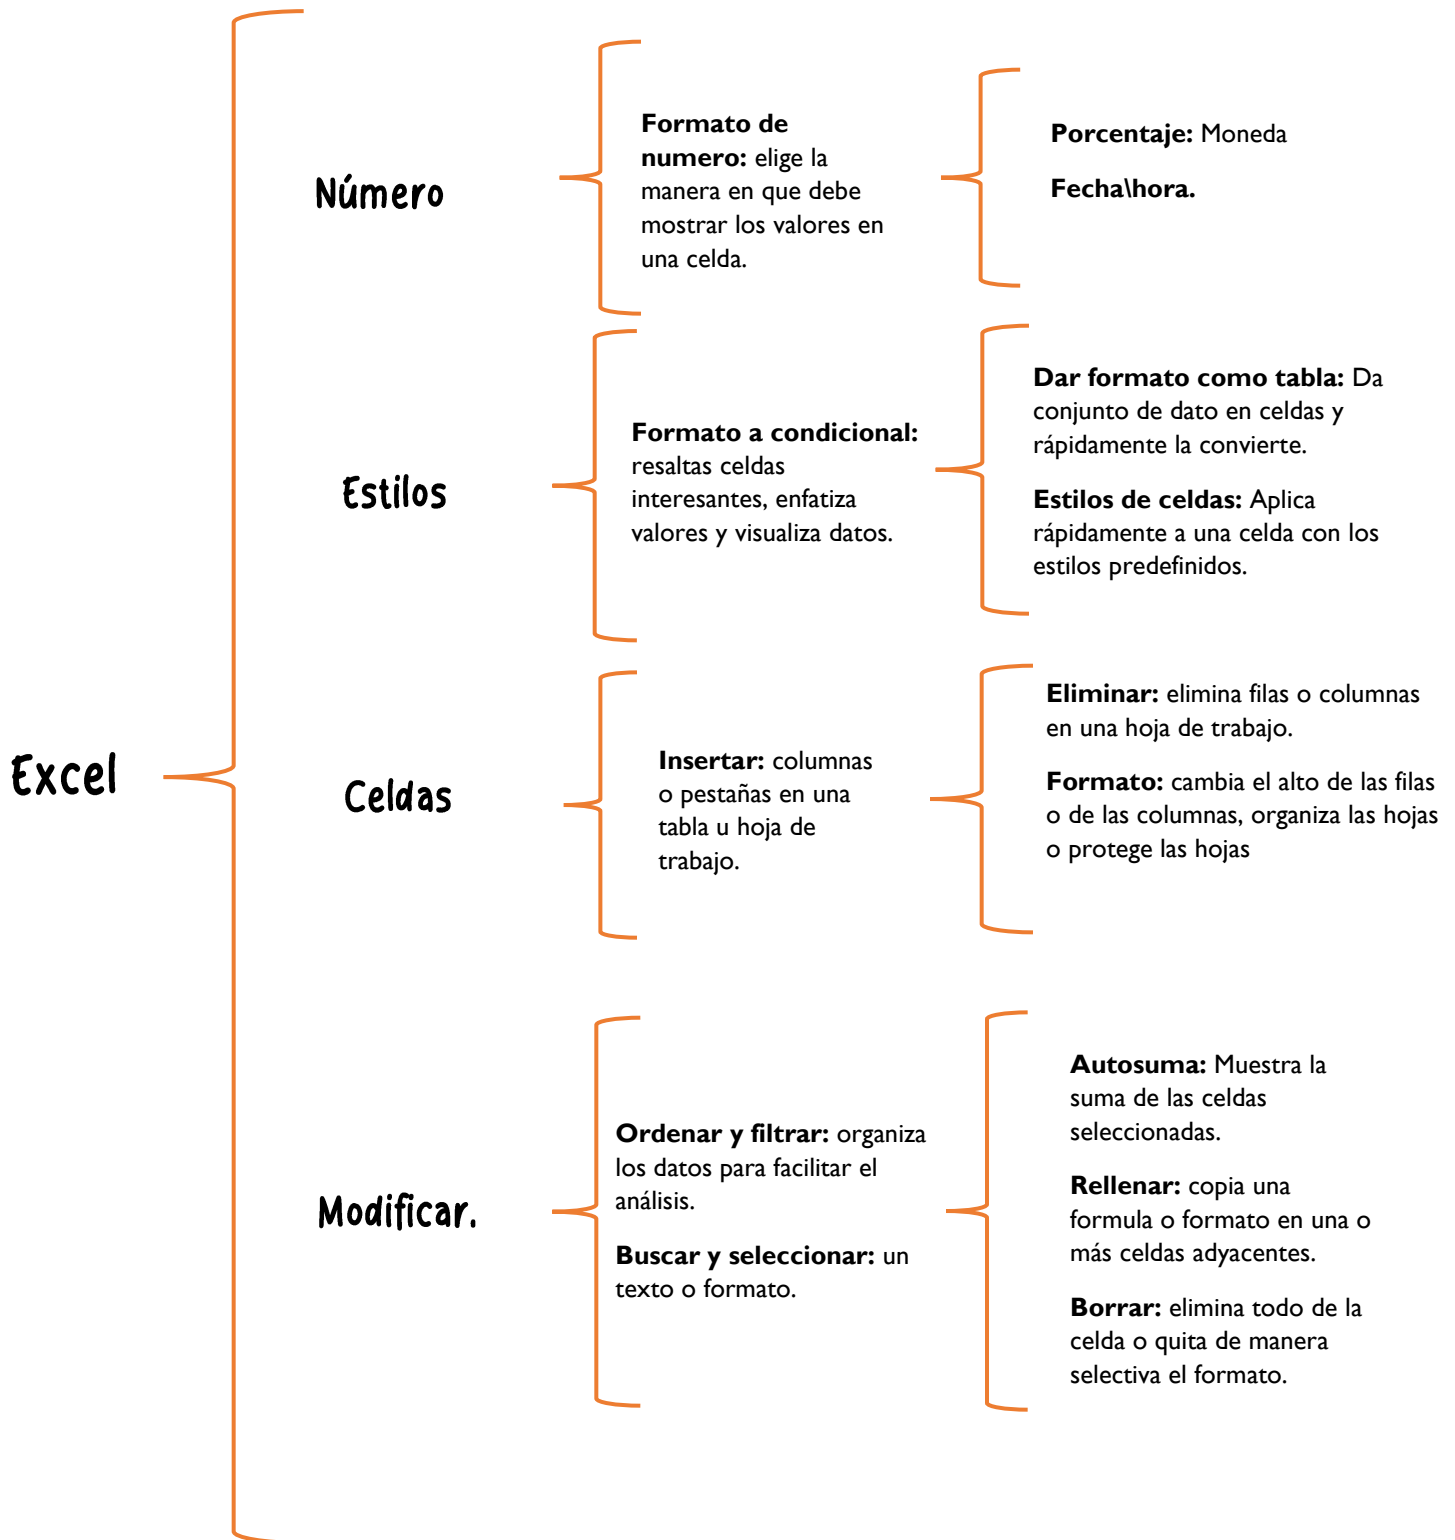 Excel
Número
Formato de
numero: elige la
manera en que debe
mostrar los valores en
una celda.
Porcentaje: Moneda
Fecha\hora.
Estilos
Formato a condicional:
resaltas celdas
interesantes, enfatiza
valores y visualiza datos.
Dar formato como tabla: Da
conjunto de dato en celdas y
rápidamente la convierte.
Estilos de celdas: Aplica
rápidamente a una celda con los
estilos predefinidos.
Celdas
Insertar: columnas
o pestañas en una
tabla u hoja de
trabajo.
Eliminar: elimina filas o columnas
en una hoja de trabajo.
Formato: cambia el alto de las filas
o de las columnas, organiza las hojas
o protege las hojas
Modificar.
Ordenar y filtrar: organiza
los datos para facilitar el
análisis.
Buscar y seleccionar: un
texto o formato.
Autosuma: Muestra la
suma de las celdas
seleccionadas.
Rellenar: copia una
formula o formato en una o
más celdas adyacentes.
Borrar: elimina todo de la
celda o quita de manera
selectiva el formato.